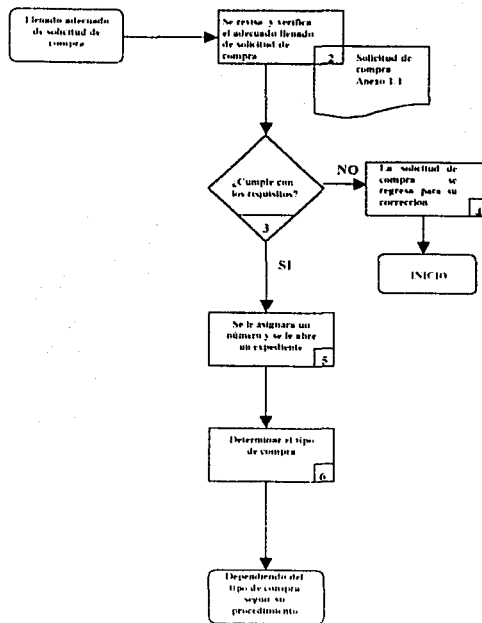 Llenado adecuado
de solicitud de
compra
Se revisa y verifica
el adecuado llenado
de solicitud de
compra
2
Solicitud de
compra
Anexo 1.1
¿Cumple con
los requisitos?
3
NO
La solicitud de
compra se
regresa para su
corrección
4
INICIO
SI
Se le asignara un
número y se le abre
un expediente
5
Determinar el tipo
de compra
6
Dependiendo del
tipo de compra
seguir su
procedimiento